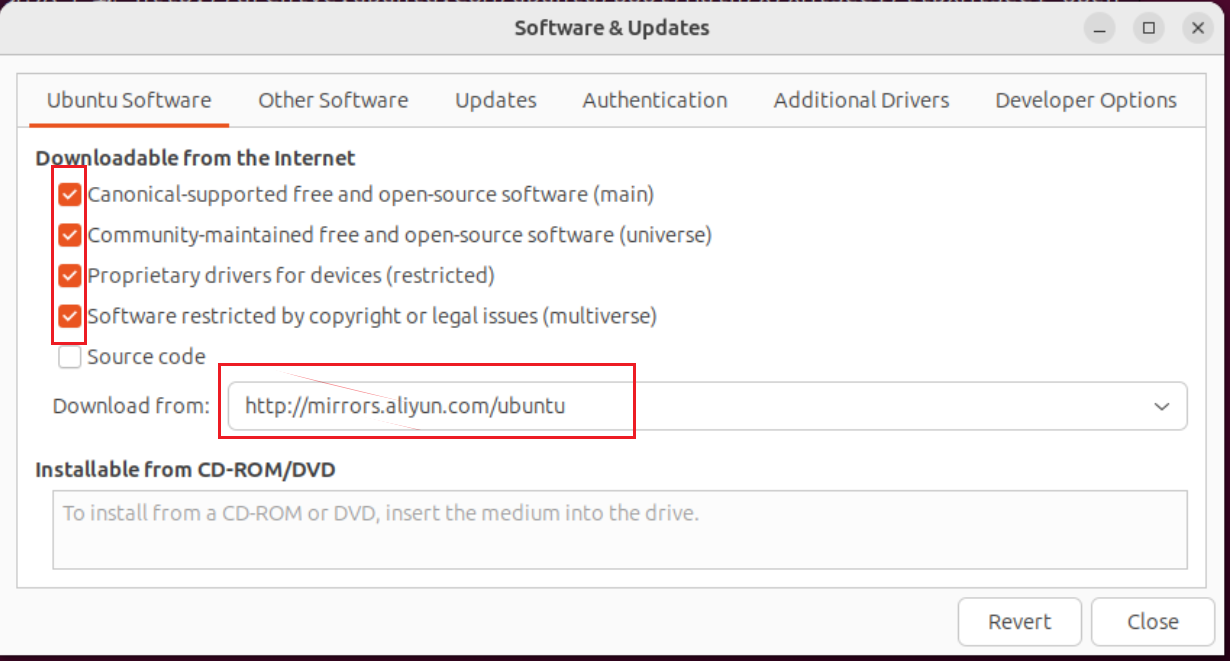 Software & Updates
Ubuntu Software Other Software Updates Authentication Additional Drivers Developer Options
Downloadable from the Internet
Canonical-supported free and open-source software (main)
Community-maintained free and open-source software (universe)
Proprietary drivers for devices (restricted)
Software restricted by copyright or legal issues (multiverse)
Source code
Download from: http://mirrors.aliyun.com/ubuntu
Installable from CD-ROM/DVD
To install from a CD-ROM or DVD, insert the medium into the drive.
Revert Close